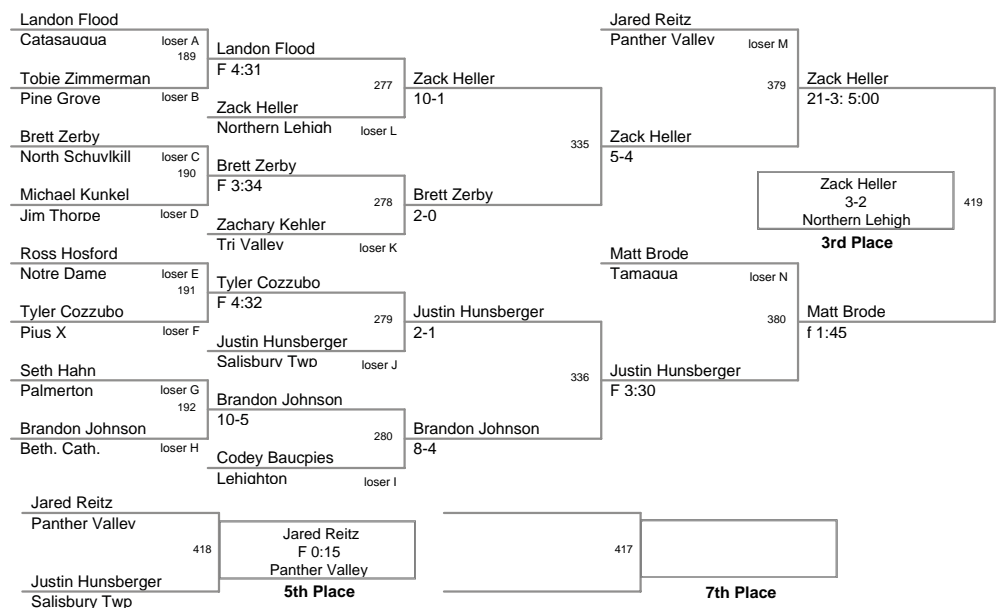 Landon Flood
Catasauqua
loser A
189
Tobie Zimmerman
Pine Grove
loser B
Brett Zerby
North Schuylkill
loser C
190
Michael Kunkel
Jim Thorpe
loser D
Ross Hosford
Notre Dame
loser E
191
Tyler Cozzubo
Pius X
loser F
Seth Hahn
Palmerton
loser G
192
Brandon Johnson
Beth. Cath.
loser H
Landon Flood
F 4:31
277
Zack Heller
Northern Lehigh
loser L
Brett Zerby
F 3:34
278
Zachary Kehler
Tri Valley
loser K
Tyler Cozzubo
F 4:32
279
Justin Hunsberger
Salisbury Twp
loser J
Brandon Johnson
10-5
280
Codey Baucpies
Lehighton
loser I
Zack Heller
10-1
335
Brett Zerby
2-0
Justin Hunsberger
2-1
336
Brandon Johnson
8-4
Jared Reitz
Panther Valley
loser M
379
Zack Heller
5-4
Matt Brode
Tamaqua
loser N
380
Justin Hunsberger
F 3:30
Zack Heller
21-3: 5:00
Zack Heller
3-2
Northern Lehigh
419
3rd Place
Matt Brode
f 1:45
Jared Reitz
Panther Valley
418
Justin Hunsberger
Salisbury Twp
Jared Reitz
F 0:15
Panther Valley
5th Place
417
7th Place